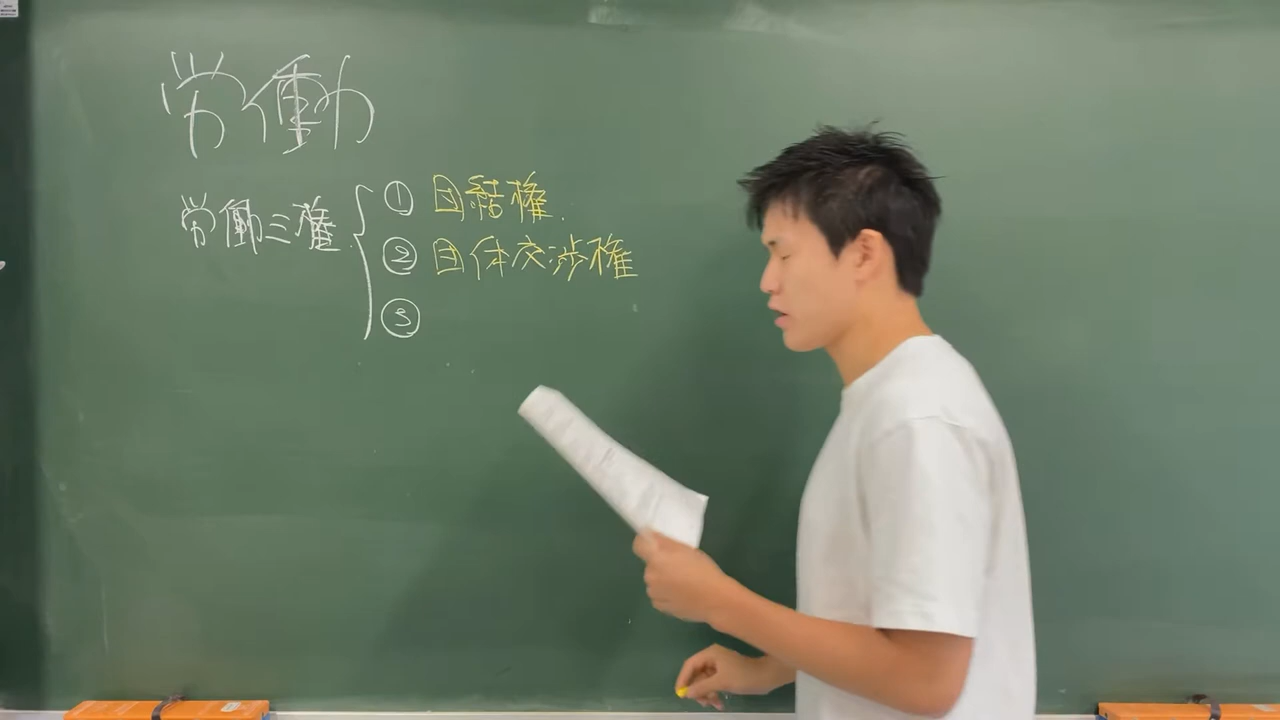 労働
労働三権
① 団結権
② 団体交渉権
③